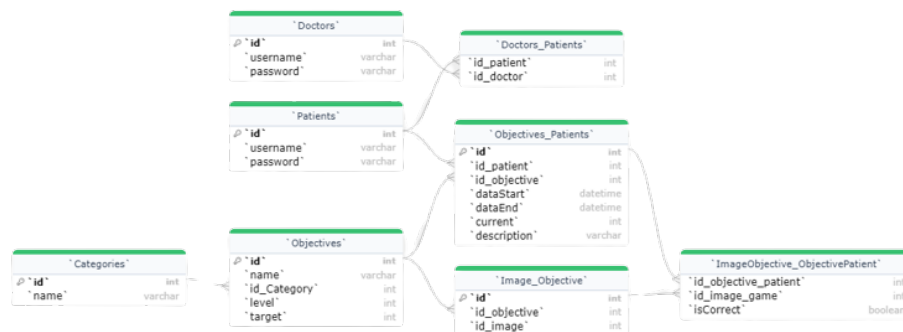 `Doctors`
`id` int
`username` varchar
`password` varchar
`Doctors_Patients`
`id_patient` int
`id_doctor` int
`Patients`
`id` int
`username` varchar
`password` varchar
`Objectives_Patients`
`id` int
`id_patient` int
`id_objective` int
`dataStart` datetime
`dataEnd` datetime
`current` int
`description` varchar
`Categories`
`id` int
`name` varchar
`Objectives`
`id` int
`name` varchar
`id_Category` int
`level` int
`target` int
`Image_Objective`
`id` int
`id_objective` int
`id_image` int
`ImageObjective_ObjectivePatient`
`id_objective_patient` int
`id_image_game` int
`isCorrect` boolean